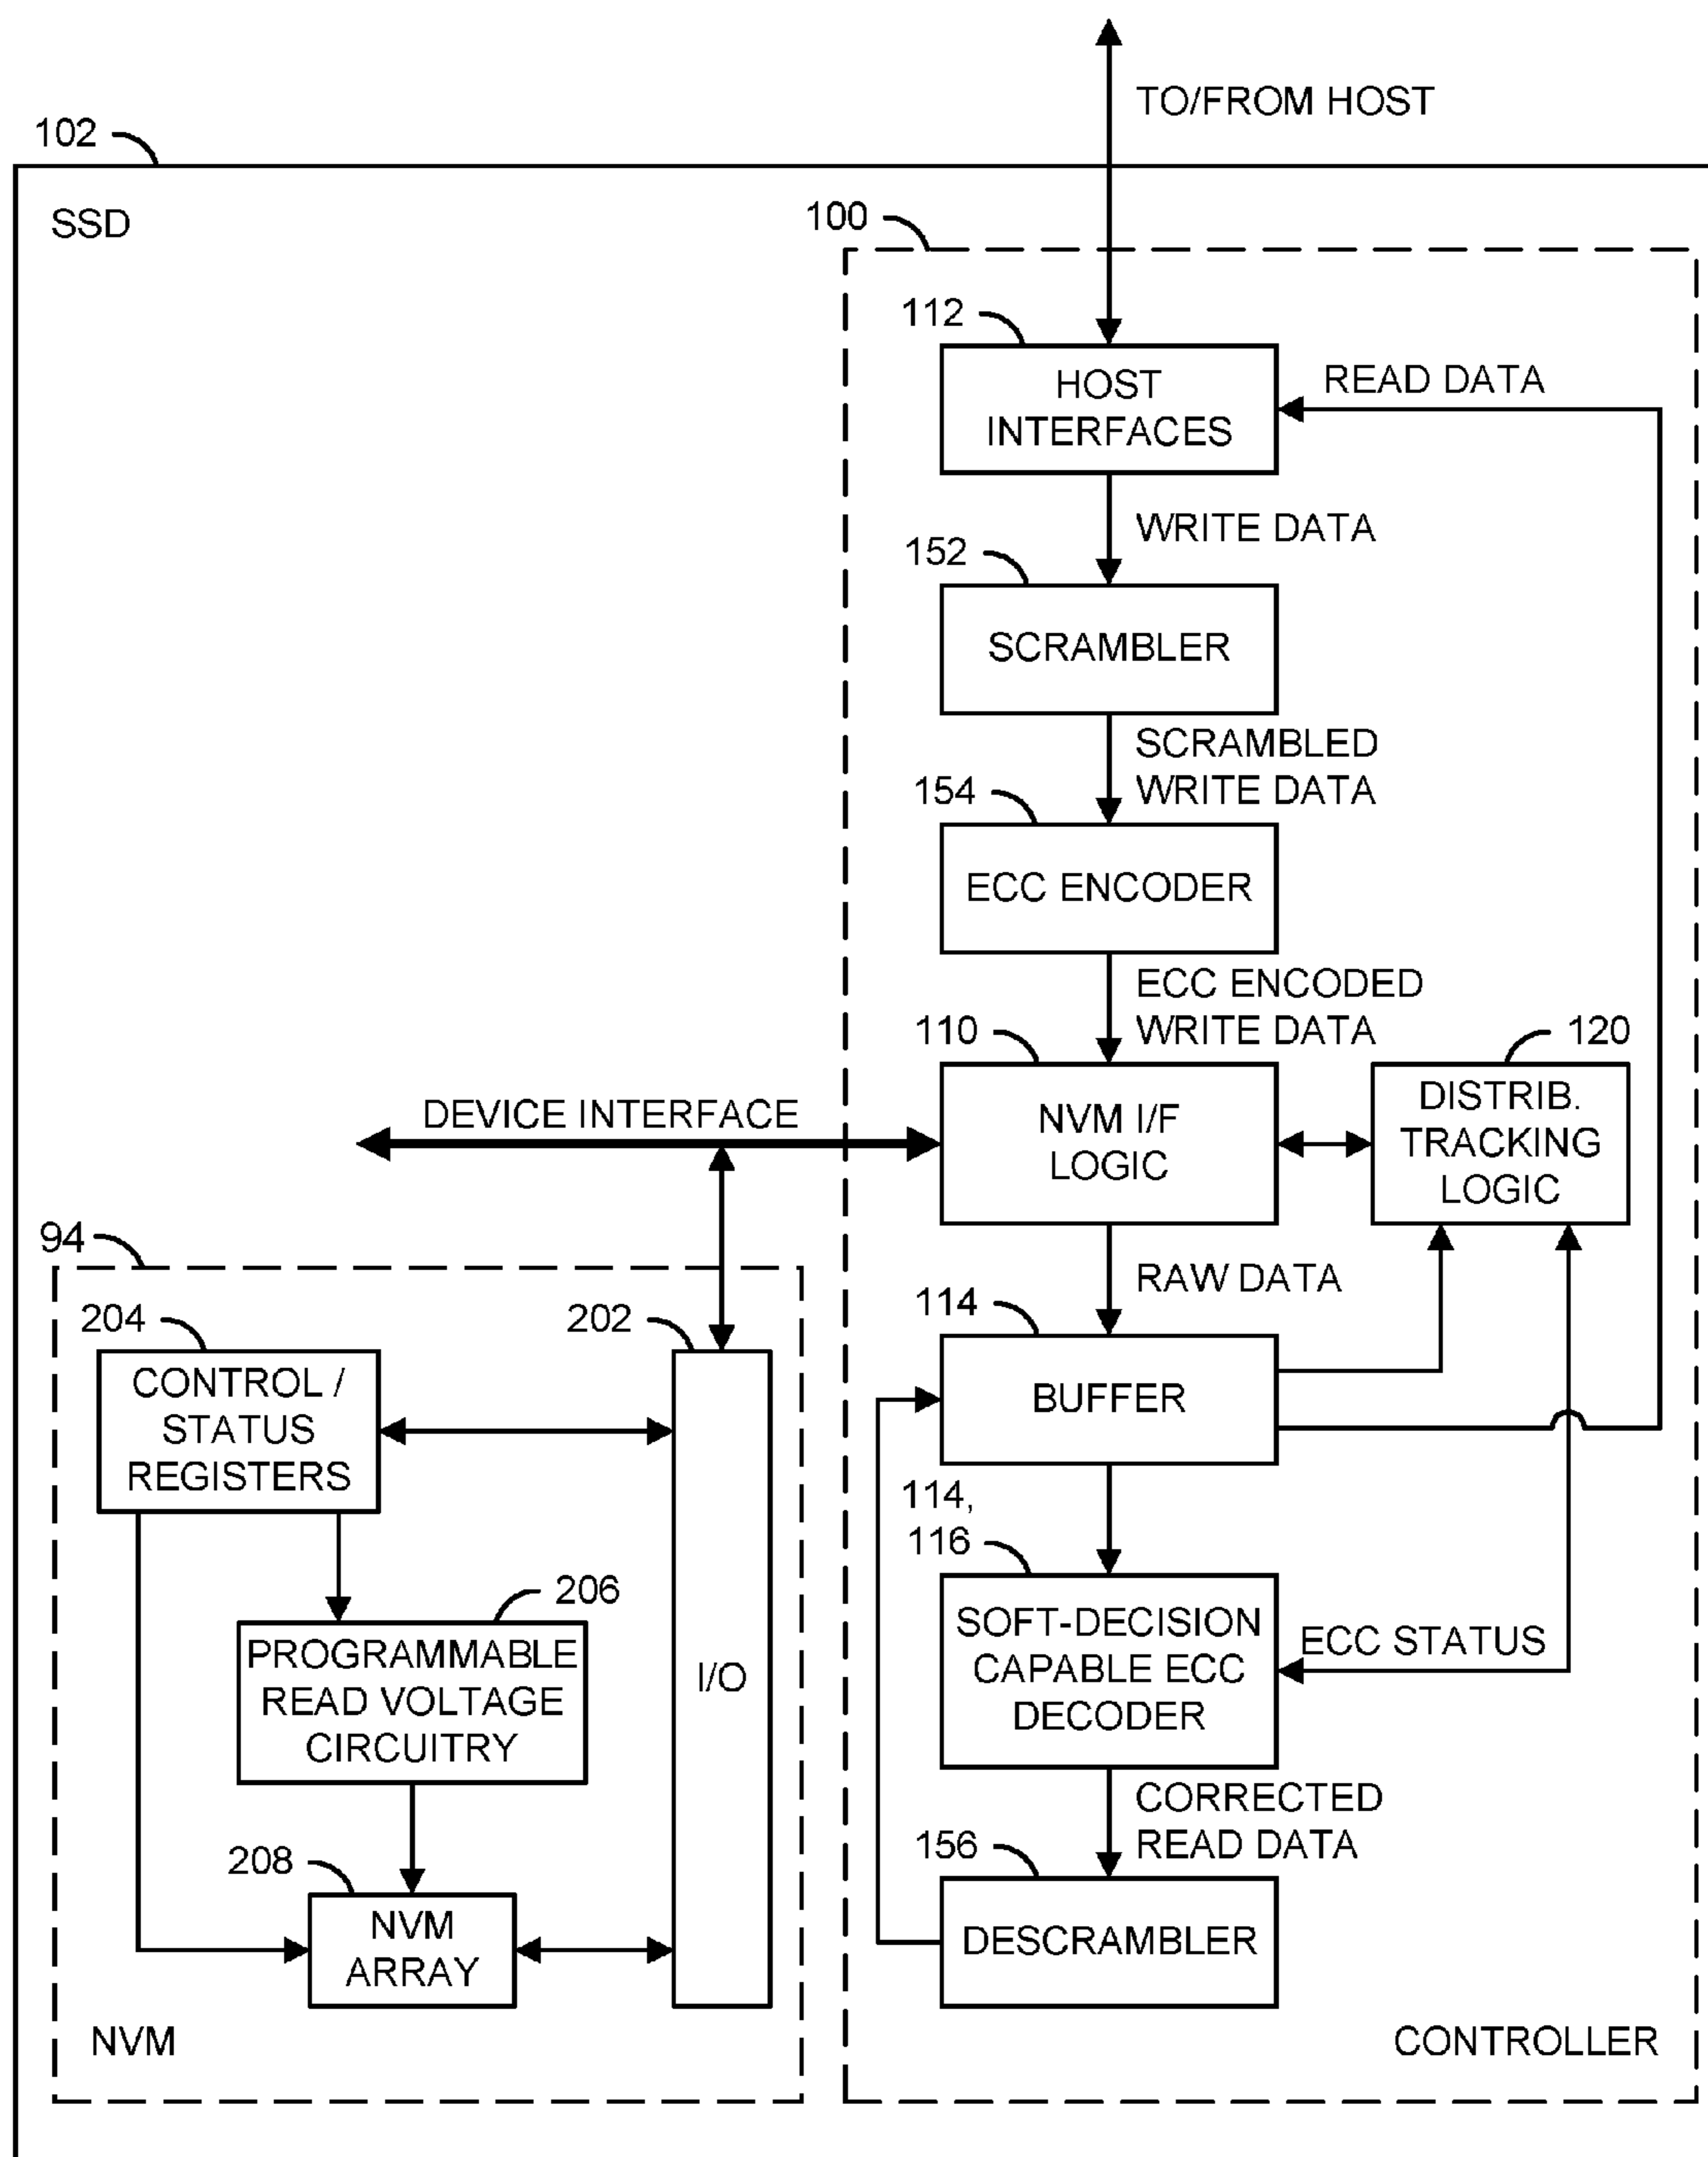 TO/FROM HOST
102
SSD
100
112
HOST
INTERFACES
READ DATA
WRITE DATA
152
SCRAMBLER
SCRAMBLED
WRITE DATA
154
ECC ENCODER
ECC ENCODED
WRITE DATA
110
120
DEVICE INTERFACE
NVM I/F
LOGIC
DISTRIB.
TRACKING
LOGIC
94
RAW DATA
204
202
114
CONTROL /
STATUS
REGISTERS
BUFFER
114,
116
206
PROGRAMMABLE
READ VOLTAGE
CIRCUITRY
I/O
SOFT-DECISION
CAPABLE ECC
DECODER
ECC STATUS
CORRECTED
READ DATA
208
156
NVM
ARRAY
DESCRAMBLER
NVM
CONTROLLER